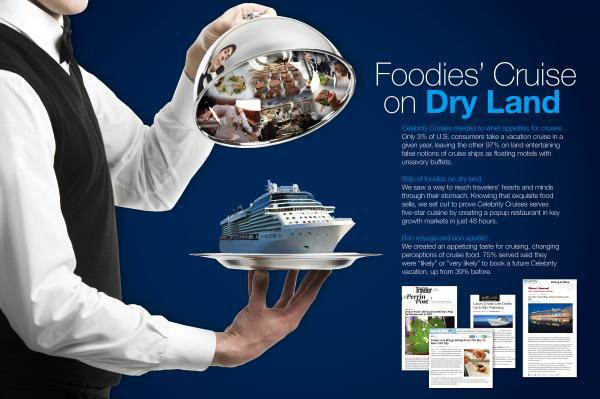 Foodies' Cruise
on Dry Land
Celebrity Cruises needed to whet appetites for cruises
Only 3% of U.S. consumers take a vacation cruise in a
given year, leaving the other 97% on land entertaining
false notions of cruise ships as floating motels with
unsavory buffets.
Ship of foodies on dry land
We saw a way to reach travelers' hearts and minds
through their stomach. Knowing that exquisite food
sells, we set out to prove Celebrity Cruises serves
five-star cuisine by creating a popup restaurant in key
growth markets in just 48 hours.
Bon voyage and bon appétit!
We created an appetizing taste for cruising, changing
perceptions of cruise food. 75% served said they
were "likely" or "very likely" to book a future Celebrity
vacation, up from 39% before.
Perrin
Post